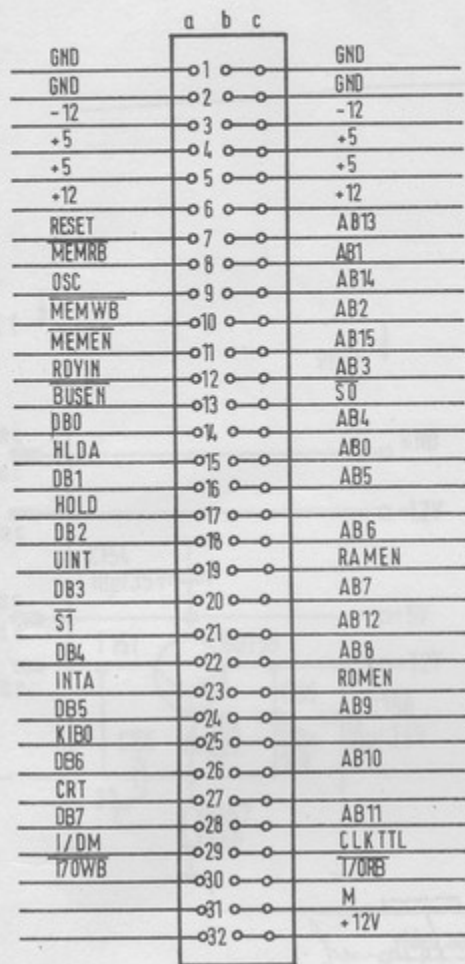 a b c
GND 1 GND
GND 2 GND
-12 3 -12
+5 4 +5
+5 5 +5
+12 6 +12
RESET 7 AB13
MEMRB 8 AB1
OSC 9 AB14
MEMWB 10 AB2
MEMEN 11 AB15
RDYIN 12 AB3
BUSEN 13 S0
DB0 14 AB4
HLDA 15 AB0
DB1 16 AB5
HOLD 17
DB2 18 AB6
UINT 19 RAMEN
DB3 20 AB7
S1 21 AB12
DB4 22 AB8
INTA 23 ROMEN
DB5 24 AB9
KIBO 25
DB6 26 AB10
CRT 27
DB7 28 AB11
I/DM 29 CLKTTL
I/OWB 30 I/ORB
31 M
32 +12V